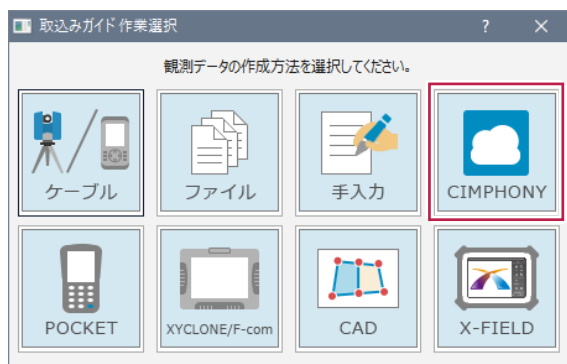 取込みガイド 作業選択
観測データの作成方法を選択してください。
ケーブル
ファイル
手入力
CIMPHONY
POCKET
XYCLONE/F-com
CAD
X-FIELD